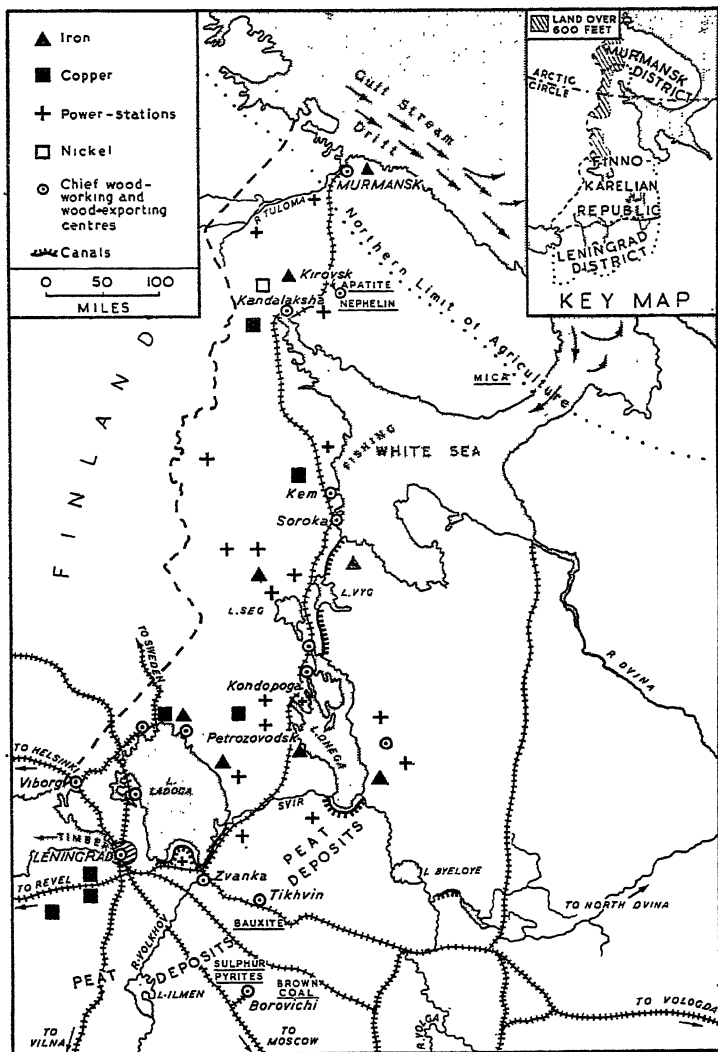 Iron
Copper
Power-stations
Nickel
Chief wood-
working and
wood-exporting
centres
Canals
0 50 100
MILES
LAND OVER
600 FEET
MURMANSK
DISTRICT
ARCTIC
CIRCLE
FINNO-
KARELIAN
REPUBLIC
LENINGRAD
DISTRICT
KEY MAP
Gulf Stream
Drift
MURMANSK
R. TULOMA
Northern Limit of Agriculture
Kirovsk
APATITE
NEPHELIN
Kandalaksha
MICA
FINLAND
FISHING
WHITE SEA
Kem
Soroka
L. VYG
L. SEG
R. DVINA
TO SWEDEN
Kondopoga
Petrozovodsk
L. ONEGA
TO HELSINKI
Viborg
L.
LADOGA
SVIR
TIMBER
LENINGRAD
PEAT
DEPOSITS
L. BYELOYE
TO REVEL
Zvanka
Tikhvin
TO NORTH DVINA
BAUXITE
R. VOLKHOV
PEAT DEPOSITS
SULPHUR
PYRITES
BROWN
COAL
L. ILMEN
Borovichi
TO VOLOGDA
TO
VILNA
TO
MOSCOW
R. VOLGA